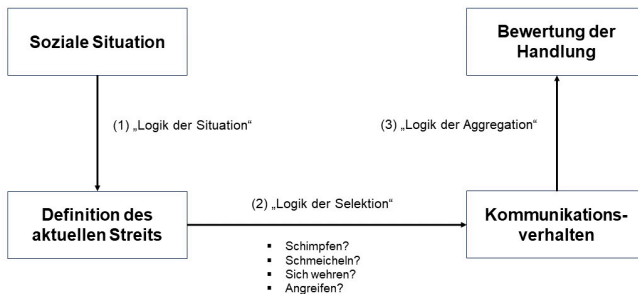 Soziale Situation
Bewertung der
Handlung
(1) „Logik der Situation“
(3) „Logik der Aggregation“
Definition des
aktuellen Streits
(2) „Logik der Selektion“
Kommunikations-
verhalten
▪ Schimpfen?
▪ Schmeicheln?
▪ Sich wehren?
▪ Angreifen?